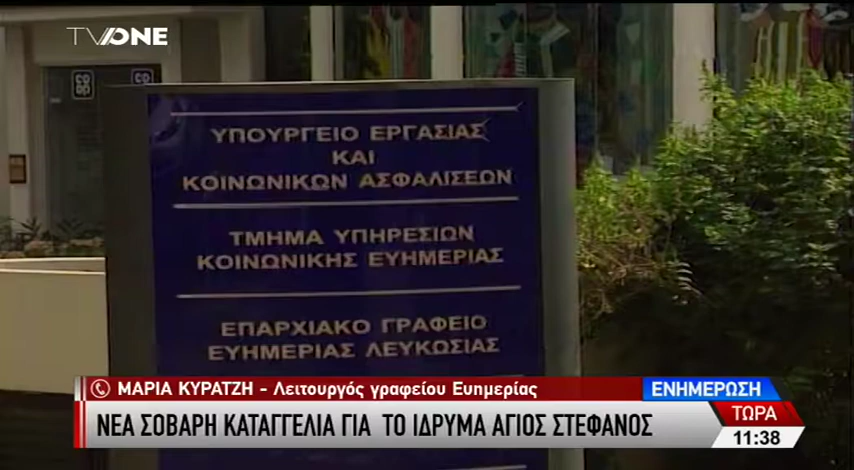 TVONE
ΥΠΟΥΡΓΕΙΟ ΕΡΓΑΣΙΑΣ
ΚΑΙ
ΚΟΙΝΩΝΙΚΩΝ ΑΣΦΑΛΙΣΕΩΝ
ΤΜΗΜΑ ΥΠΗΡΕΣΙΩΝ
ΚΟΙΝΩΝΙΚΗΣ ΕΥΗΜΕΡΙΑΣ
ΕΠΑΡΧΙΑΚΟ ΓΡΑΦΕΙΟ
ΕΥΗΜΕΡΙΑΣ ΛΕΥΚΩΣΙΑΣ
ΜΑΡΙΑ ΚΥΡΑΤΖΗ – Λειτουργός γραφείου Ευημερίας
ΕΝΗΜΕΡΩΣΗ
ΝΕΑ ΣΟΒΑΡΗ ΚΑΤΑΓΓΕΛΙΑ ΓΙΑ ΤΟ ΙΔΡΥΜΑ ΑΓΙΟΣ ΣΤΕΦΑΝΟΣ
ΤΩΡΑ
11:38